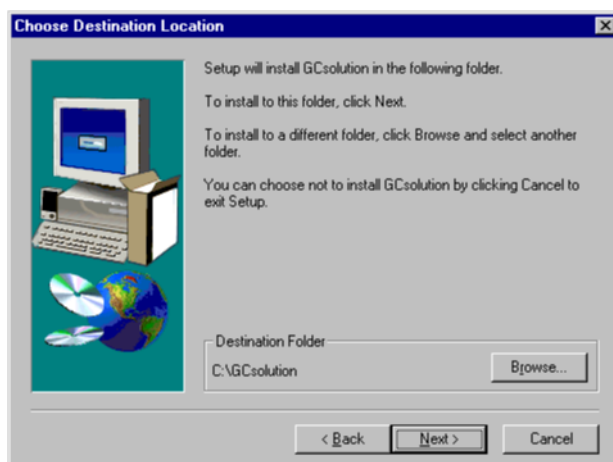 Choose Destination Location
Setup will install GCsolution in the following folder.
To install to this folder, click Next.
To install to a different folder, click Browse and select another
folder.
You can choose not to install GCsolution by clicking Cancel to
exit Setup.
Destination Folder
C:\GCsolution
Browse...
< Back
Next >
Cancel